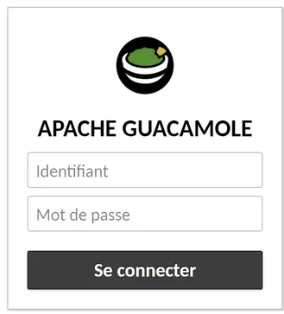 APACHE GUACAMOLE
Identifiant
Mot de passe
Se connecter